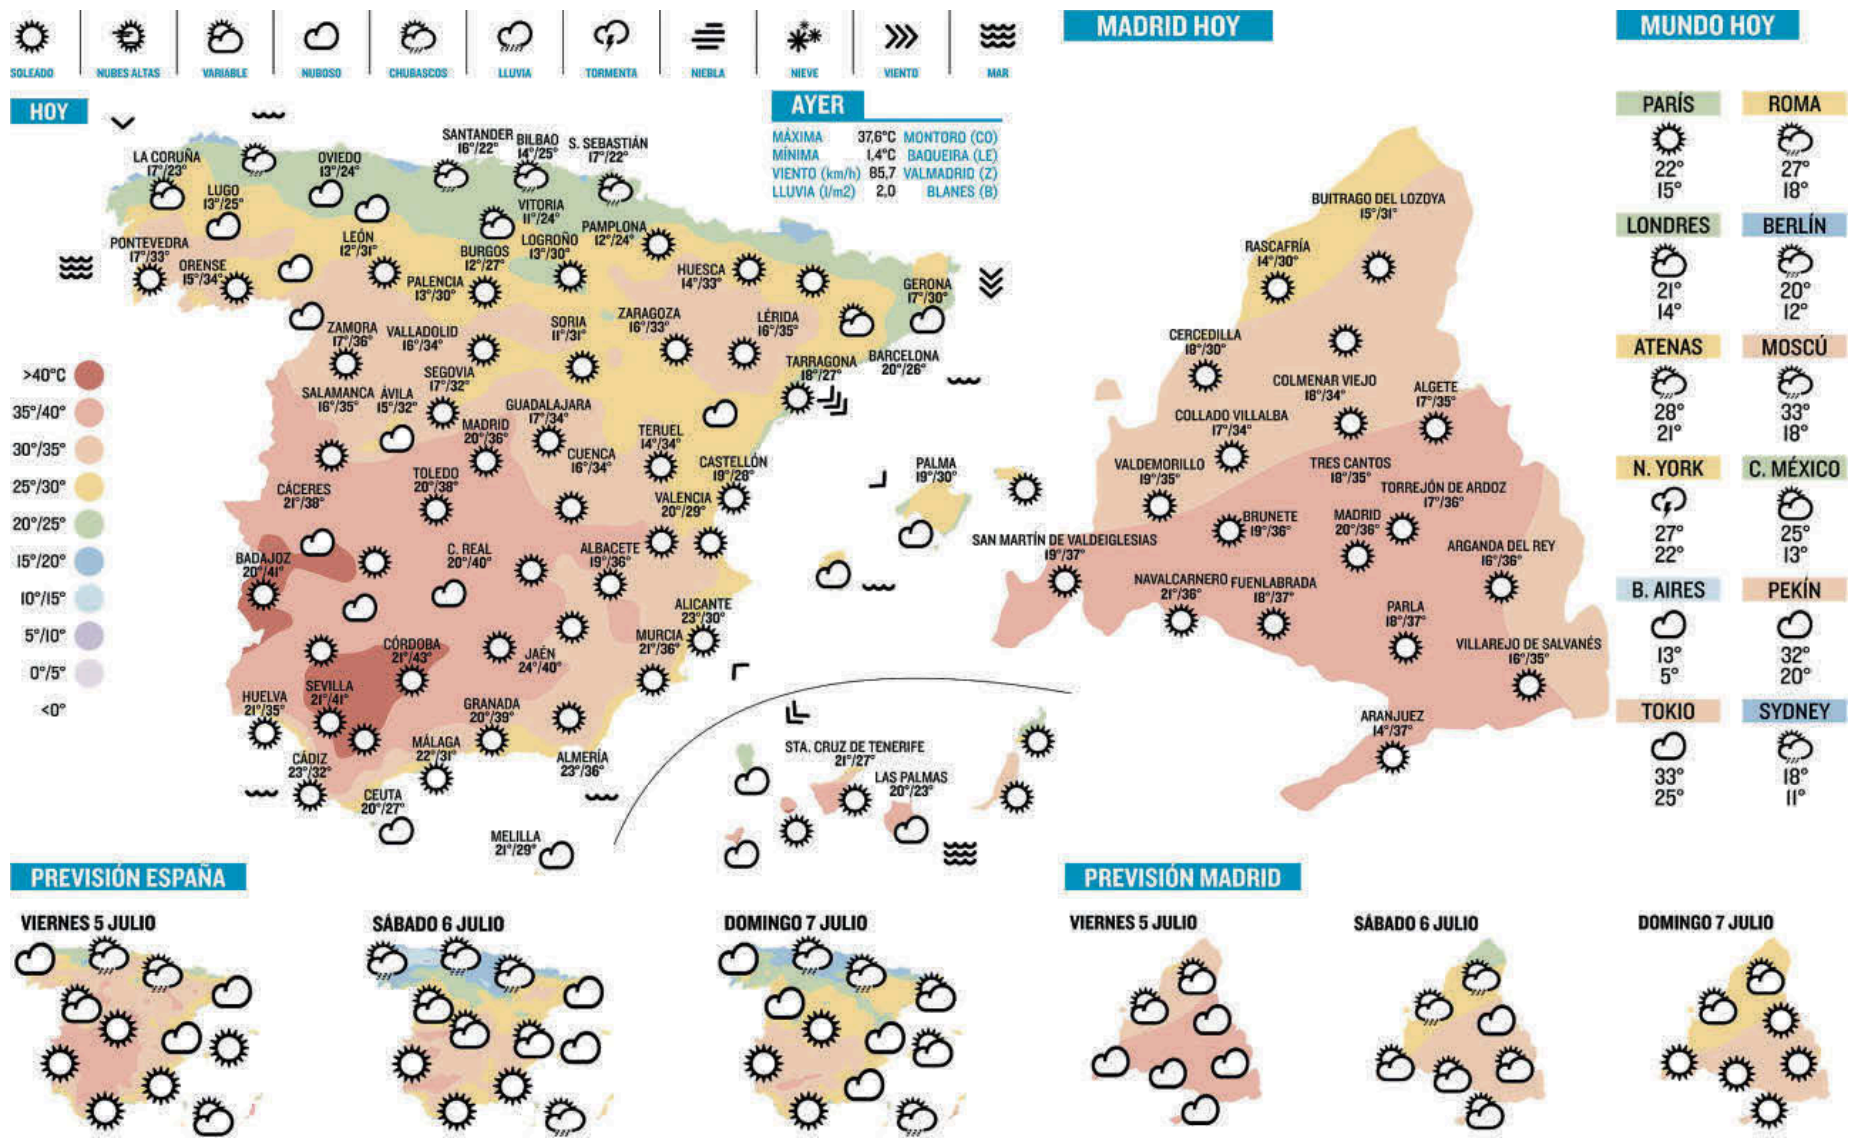 SOLEADO
NUBES ALTAS
VARIABLE
NUBOSO
CHUBASCOS
LLUVIA
TORMENTA
NIEBLA
NIEVE
VIENTO
MAR
HOY
AYER
MÁXIMA 37,6°C MONTORO (CO)
MÍNIMA 1,4°C BAQUEIRA (LE)
VIENTO (km/h) 85,7 VALMADRID (Z)
LLUVIA (l/m2) 2,0 BLANES (B)
>40°C
35°/40°
30°/35°
25°/30°
20°/25°
15°/20°
10°/15°
5°/10°
0°/5°
<0°
LA CORUÑA
17°/23°
LUGO
13°/25°
OVIEDO
13°/24°
SANTANDER
16°/22°
BILBAO
14°/25°
S. SEBASTIÁN
17°/22°
VITORIA
11°/24°
PAMPLONA
12°/24°
PONTEVEDRA
17°/33°
ORENSE
15°/34°
LEÓN
12°/31°
BURGOS
12°/27°
LOGROÑO
13°/30°
PALENCIA
13°/30°
HUESCA
14°/33°
GERONA
17°/30°
ZAMORA
17°/36°
VALLADOLID
16°/34°
SORIA
11°/31°
ZARAGOZA
16°/33°
LÉRIDA
16°/35°
BARCELONA
20°/26°
TARRAGONA
18°/27°
SALAMANCA
16°/35°
ÁVILA
15°/32°
SEGOVIA
17°/32°
GUADALAJARA
17°/34°
MADRID
20°/36°
TERUEL
14°/34°
CUENCA
16°/34°
CASTELLÓN
19°/28°
TOLEDO
20°/38°
CÁCERES
21°/38°
VALENCIA
20°/29°
PALMA
19°/30°
BADAJOZ
20°/41°
C. REAL
20°/40°
ALBACETE
19°/36°
ALICANTE
23°/30°
MURCIA
21°/36°
CÓRDOBA
21°/43°
JAÉN
24°/40°
SEVILLA
21°/41°
HUELVA
21°/35°
GRANADA
20°/39°
MÁLAGA
22°/31°
ALMERÍA
23°/36°
CÁDIZ
23°/32°
CEUTA
20°/27°
MELILLA
21°/29°
STA. CRUZ DE TENERIFE
21°/27°
LAS PALMAS
20°/23°
MADRID HOY
BUITRAGO DEL LOZOYA
15°/31°
RASCAFRÍA
14°/30°
CERCEDILLA
18°/30°
COLMENAR VIEJO
18°/34°
ALGETE
17°/35°
COLLADO VILLALBA
17°/34°
VALDEMORILLO
19°/35°
TRES CANTOS
18°/35°
TORREJÓN DE ARDOZ
17°/36°
BRUNETE
19°/36°
MADRID
20°/36°
SAN MARTÍN DE VALDEIGLESIAS
19°/37°
ARGANDA DEL REY
16°/36°
NAVALCARNERO
21°/36°
FUENLABRADA
18°/37°
PARLA
18°/37°
VILLAREJO DE SALVANÉS
16°/35°
ARANJUEZ
14°/37°
MUNDO HOY
PARÍS
22°
15°
ROMA
27°
18°
LONDRES
21°
14°
BERLÍN
20°
12°
ATENAS
28°
21°
MOSCÚ
33°
18°
N. YORK
27°
22°
C. MÉXICO
25°
13°
B. AIRES
13°
5°
PEKÍN
32°
20°
TOKIO
33°
25°
SYDNEY
18°
11°
PREVISIÓN ESPAÑA
VIERNES 5 JULIO
SÁBADO 6 JULIO
DOMINGO 7 JULIO
PREVISIÓN MADRID
VIERNES 5 JULIO
SÁBADO 6 JULIO
DOMINGO 7 JULIO